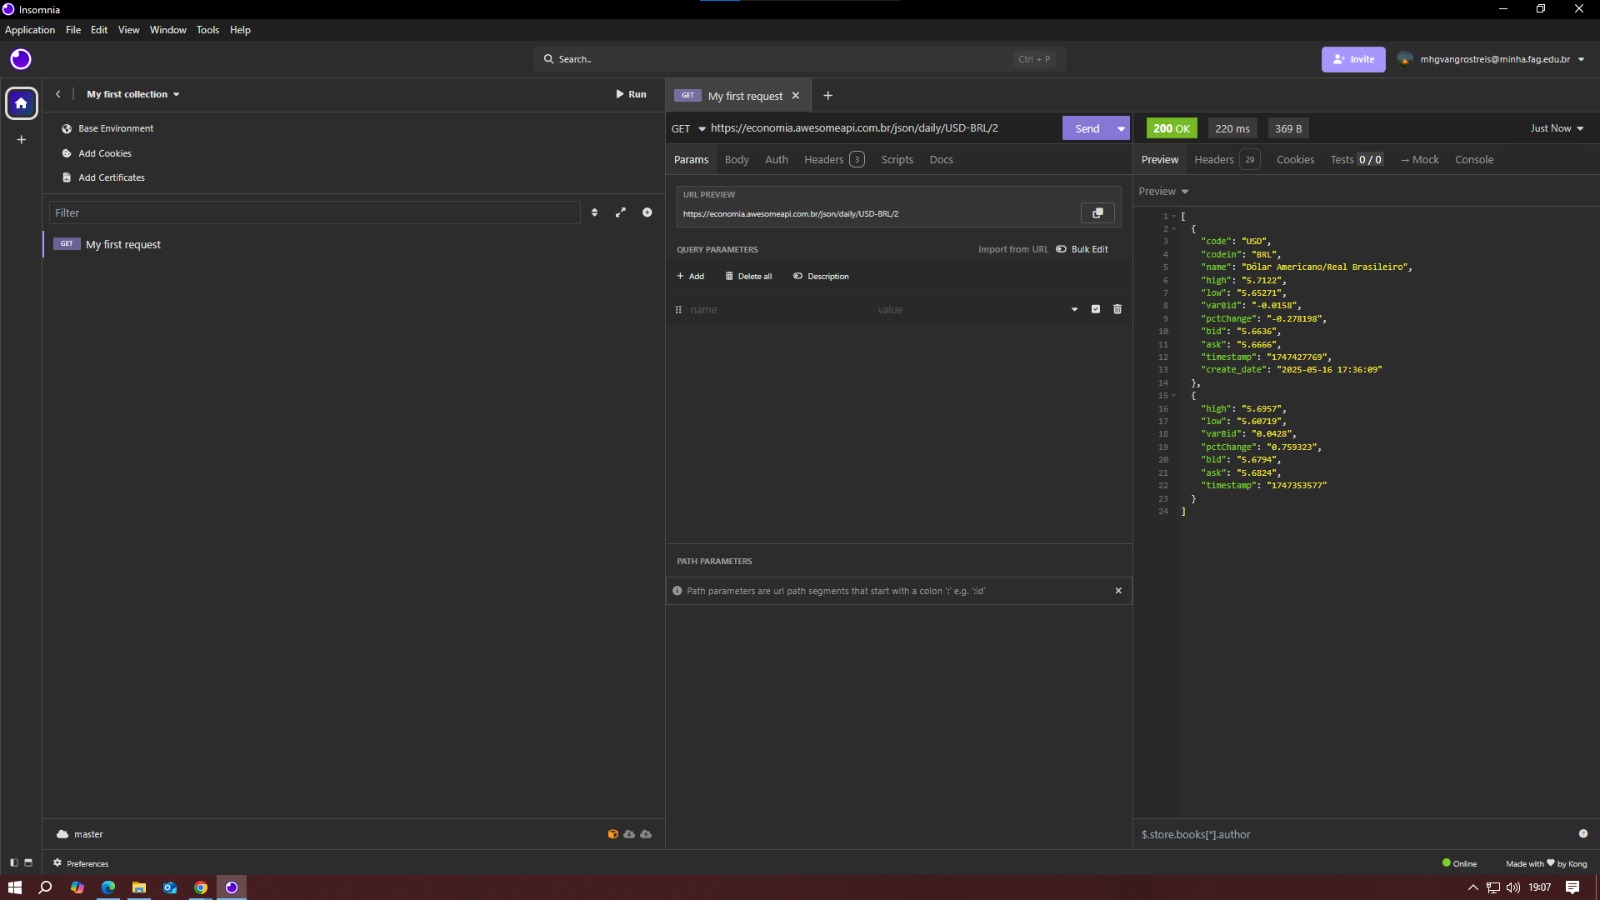 Insomnia
Application File Edit View Window Tools Help
Search.. Ctrl + P
Invite
mhgvangrostreis@minha.fag.edu.br
My first collection
Run
Base Environment
Add Cookies
Add Certificates
Filter
GET My first request
master
Preferences
GET My first request
GET https://economia.awesomeapi.com.br/json/daily/USD-BRL/2
Send
Params Body Auth Headers 3 Scripts Docs
URL PREVIEW
https://economia.awesomeapi.com.br/json/daily/USD-BRL/2
QUERY PARAMETERS
Import from URL Bulk Edit
+ Add Delete all Description
name value
PATH PARAMETERS
Path parameters are url path segments that start with a colon ':' e.g. ':id'
200 OK 220 ms 369 B
Just Now
Preview Headers 29 Cookies Tests 0 / 0 → Mock Console
Preview
1 [
2 {
3 "code": "USD",
4 "codein": "BRL",
5 "name": "Dólar Americano/Real Brasileiro",
6 "high": "5.7122",
7 "low": "5.65271",
8 "varBid": "-0.0158",
9 "pctChange": "-0.278198",
10 "bid": "5.6636",
11 "ask": "5.6666",
12 "timestamp": "1747427769",
13 "create_date": "2025-05-16 17:36:09"
14 },
15 {
16 "high": "5.6957",
17 "low": "5.60719",
18 "varBid": "0.0428",
19 "pctChange": "0.759323",
20 "bid": "5.6794",
21 "ask": "5.6824",
22 "timestamp": "1747353577"
23 }
24 ]
$.store.books[*].author
Online
Made with ♥ by Kong
19:07